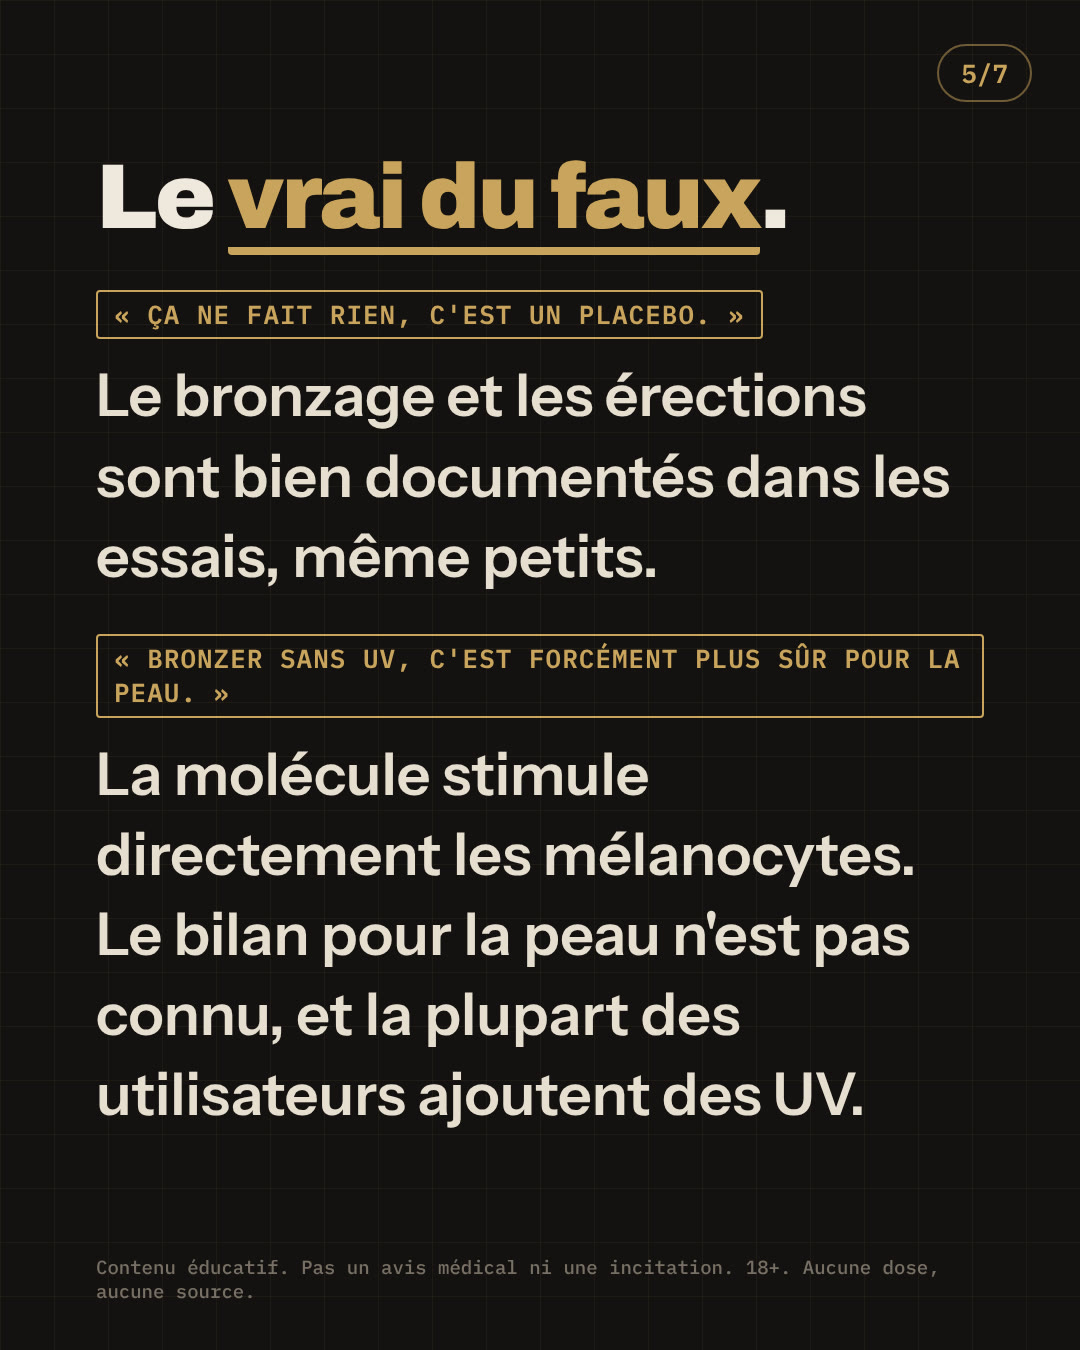 5/7
Le vrai du faux.
« ÇA NE FAIT RIEN, C'EST UN PLACEBO. »
Le bronzage et les érections
sont bien documentés dans les
essais, même petits.
« BRONZER SANS UV, C'EST FORCÉMENT PLUS SÛR POUR LA
PEAU. »
La molécule stimule
directement les mélanocytes.
Le bilan pour la peau n'est pas
connu, et la plupart des
utilisateurs ajoutent des UV.
Contenu éducatif. Pas un avis médical ni une incitation. 18+. Aucune dose,
aucune source.